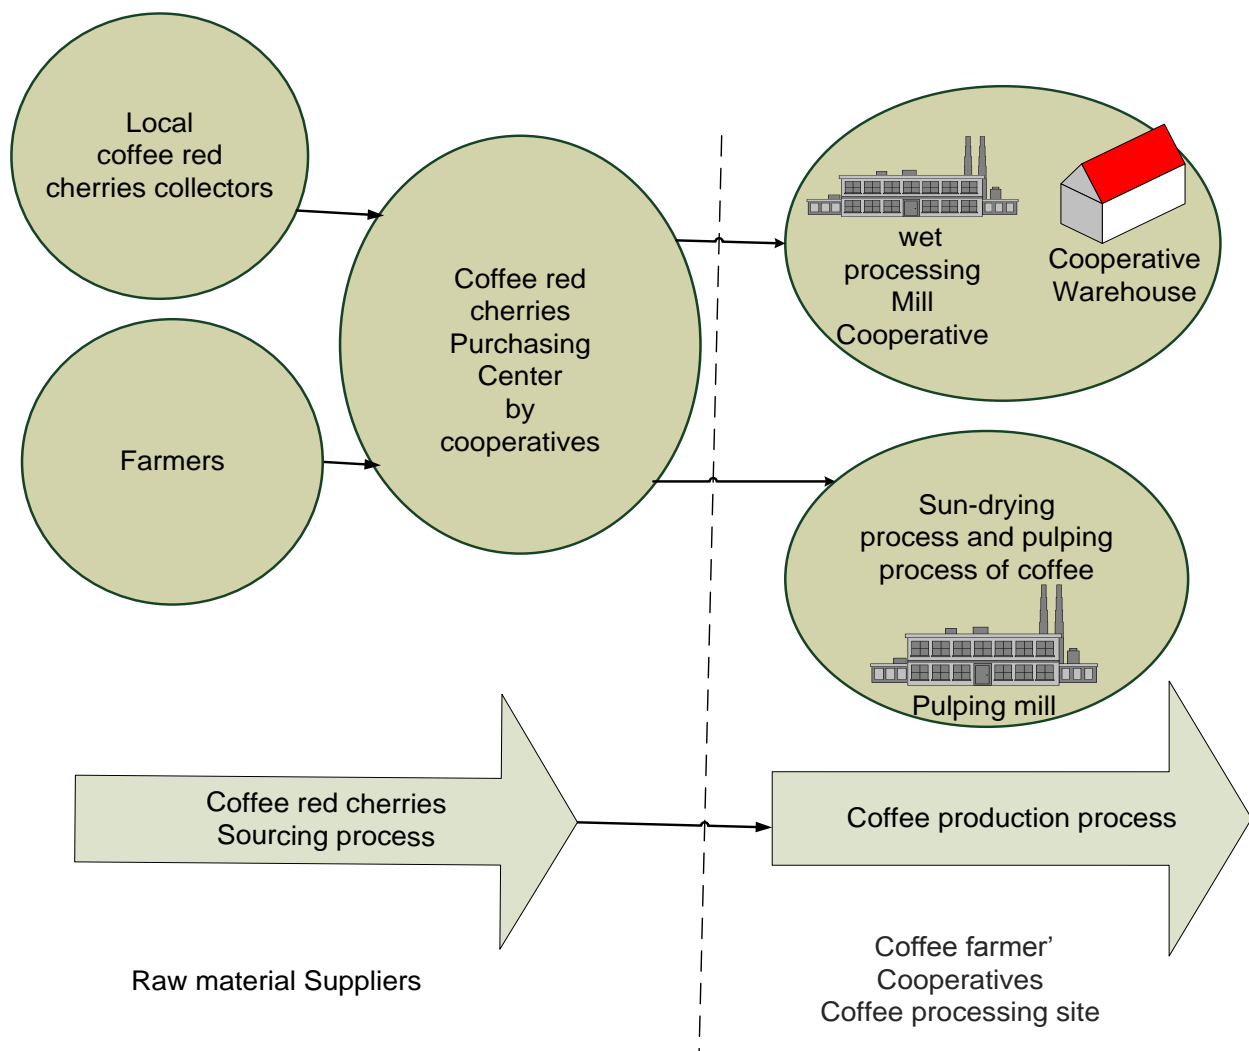 Local
coffee red
cherries collectors
Farmers
Coffee red
cherries
Purchasing
Center
by
cooperatives
wet
processing
Mill
Cooperative
Cooperative
Warehouse
Sun-drying
process and pulping
process of coffee
Pulping mill
Coffee red cherries
Sourcing process
Coffee production process
Raw material Suppliers
Coffee farmer’
Cooperatives
Coffee processing site